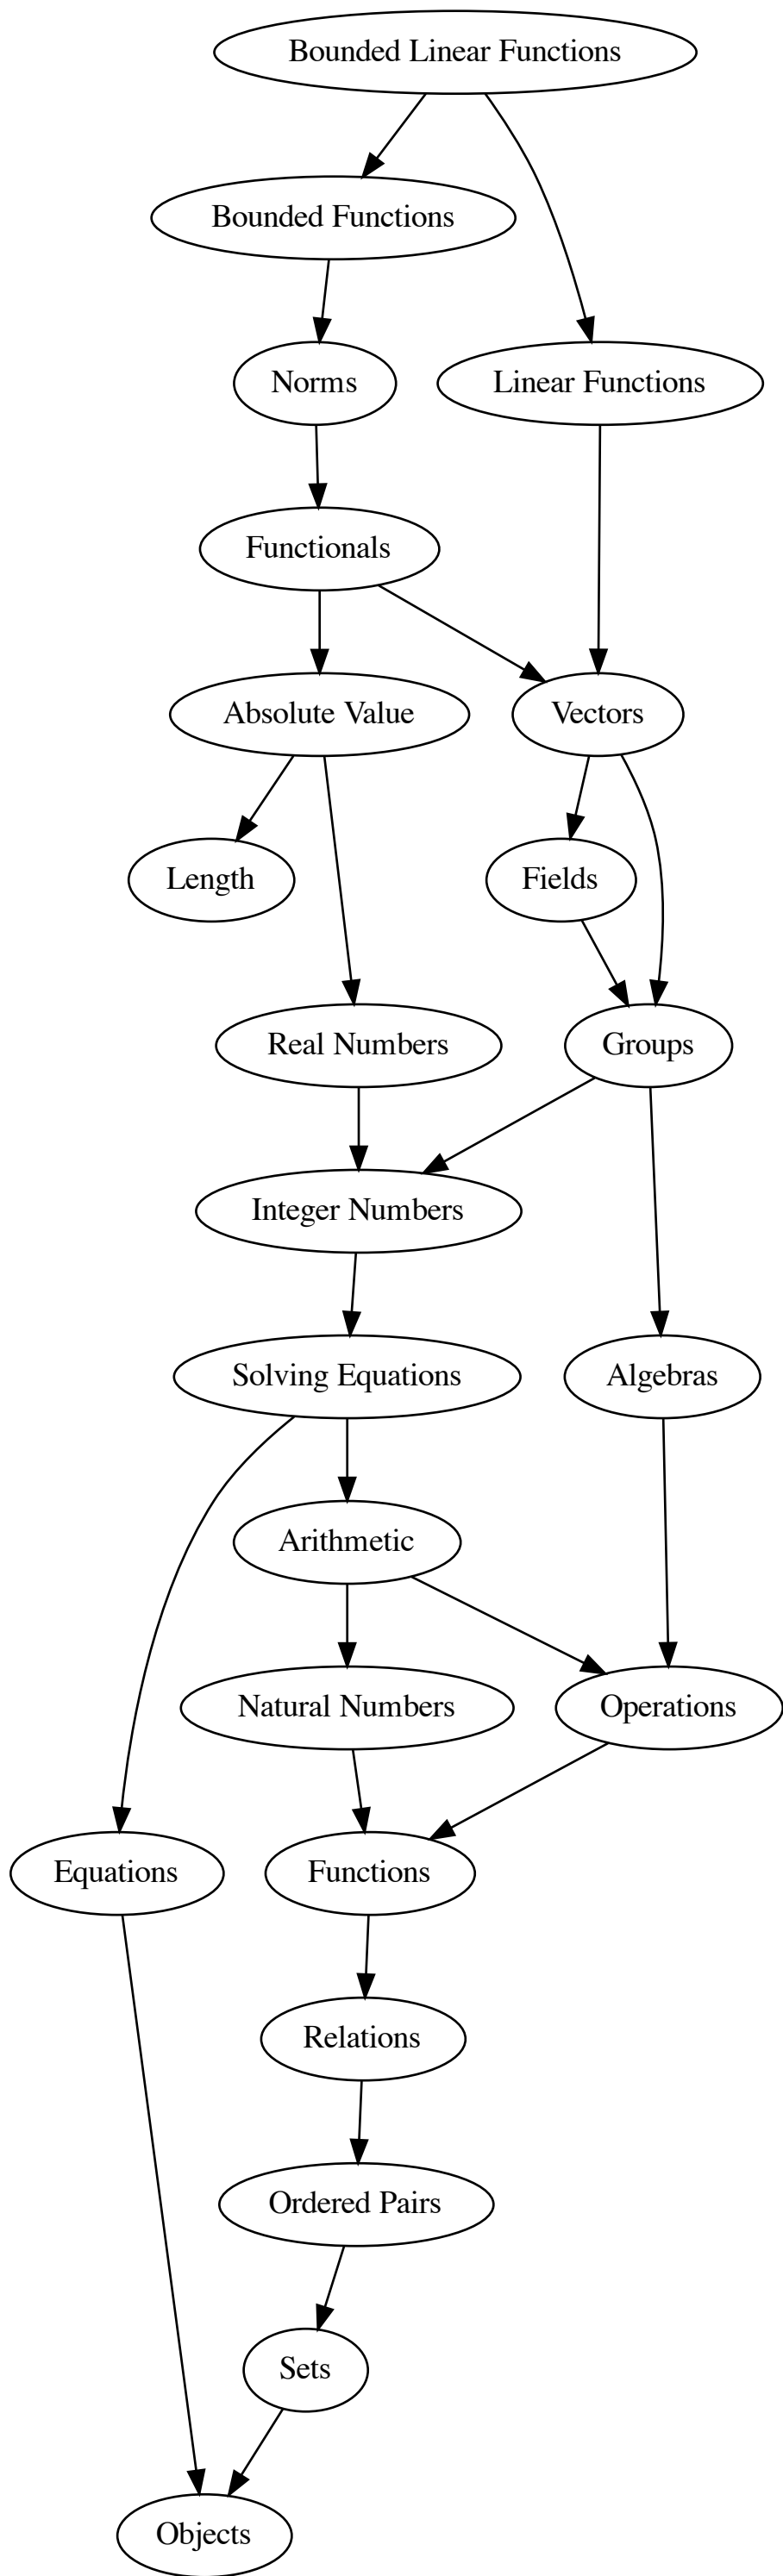 Bounded Linear Functions
Bounded Functions
Norms
Linear Functions
Functionals
Absolute Value
Vectors
Length
Fields
Real Numbers
Groups
Integer Numbers
Solving Equations
Algebras
Arithmetic
Natural Numbers
Operations
Equations
Functions
Relations
Ordered Pairs
Sets
Objects